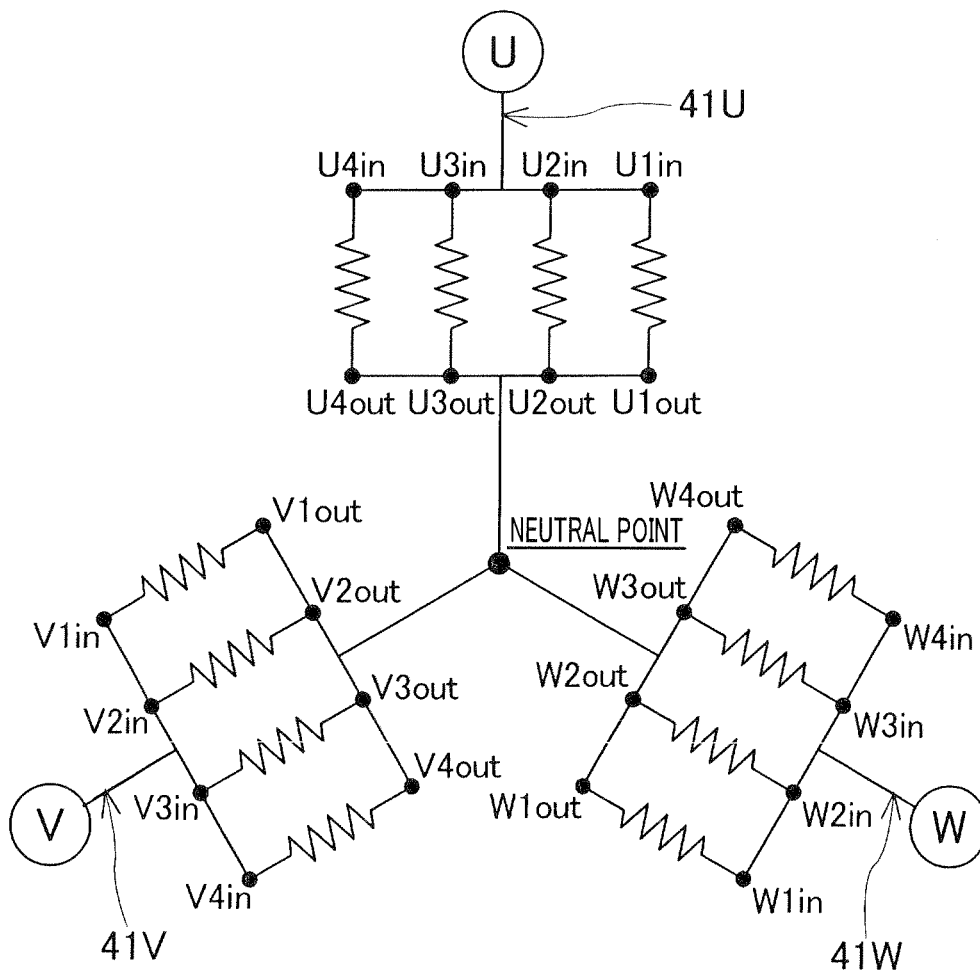 U
41U
U4in U3in U2in U1in
U4out U3out U2out U1out
NEUTRAL POINT
V1out
V2out
V1in
V3out
V2in
V4out
V3in
V4in
V
41V
W4out
W3out
W4in
W2out
W3in
W1out
W2in
W1in
W
41W